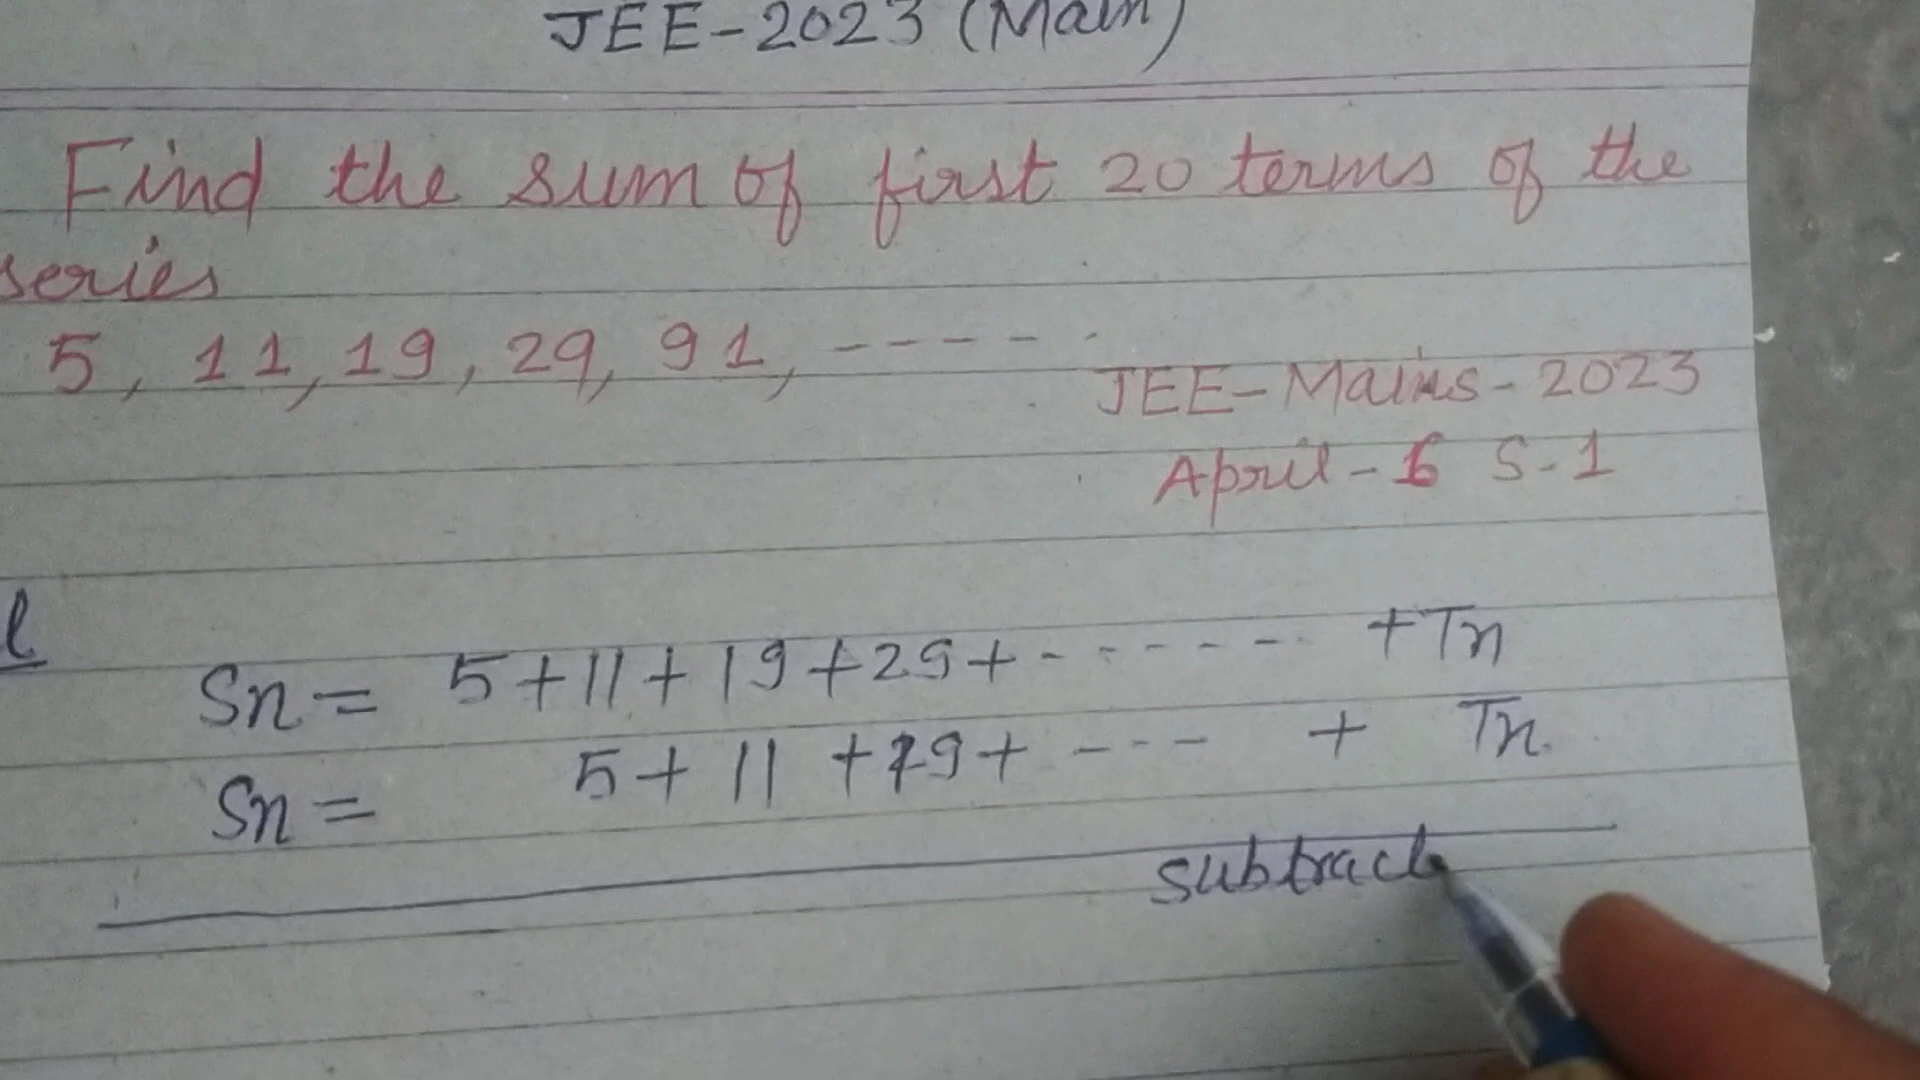 JEE-2023 (Main)
Find the sum of first 20 terms of the
series
5, 11, 19, 29, 91, -----
JEE-Mains-2023
April-6 S-1
l
Sn = 5+11+19+29+------ +Tn
Sn = 5+11+19+---- + Tn
subtract